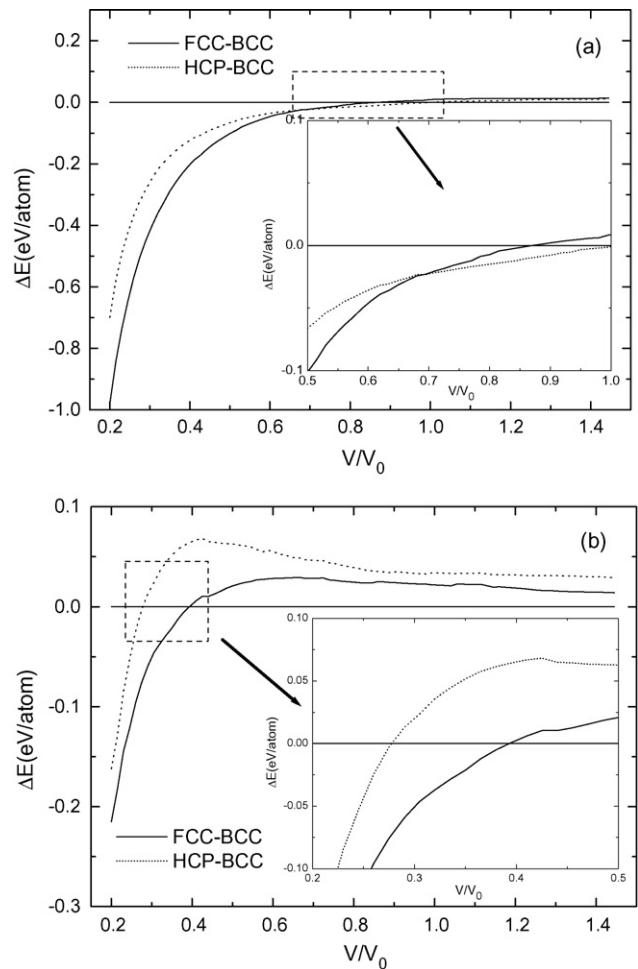 (a)
FCC-BCC
HCP-BCC
0.3
0.2
0.0
-0.2
-0.4
-0.6
-0.8
-1.0
ΔE(eV/atom)
0.2 0.4 0.6 0.8 1.0 1.2 1.4
V/V0
0.1
0.0
-0.1
ΔE(eV/atom)
0.5 0.6 0.7 0.8 0.9 1.0
V/V0
(b)
0.1
0.0
-0.1
-0.2
-0.3
ΔE(eV/atom)
FCC-BCC
HCP-BCC
0.2 0.4 0.6 0.8 1.0 1.2 1.4
V/V0
0.10
0.05
0.00
-0.05
-0.10
ΔE(eV/atom)
0.2 0.3 0.4 0.5
V/V0